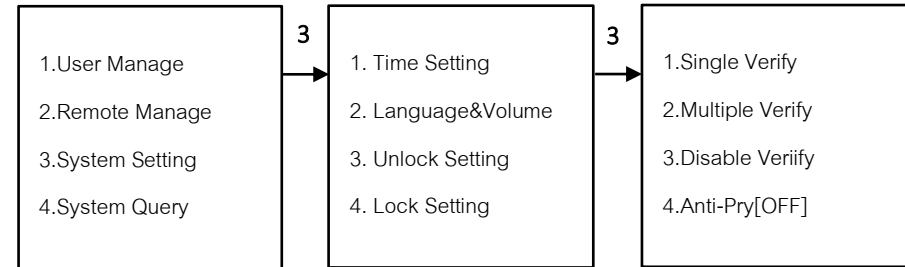 1.User Manage
2.Remote Manage
3.System Setting
4.System Query
3
1. Time Setting
2. Language&Volume
3. Unlock Setting
4. Lock Setting
3
1.Single Verify
2.Multiple Verify
3.Disable Veriify
4.Anti-Pry[OFF]